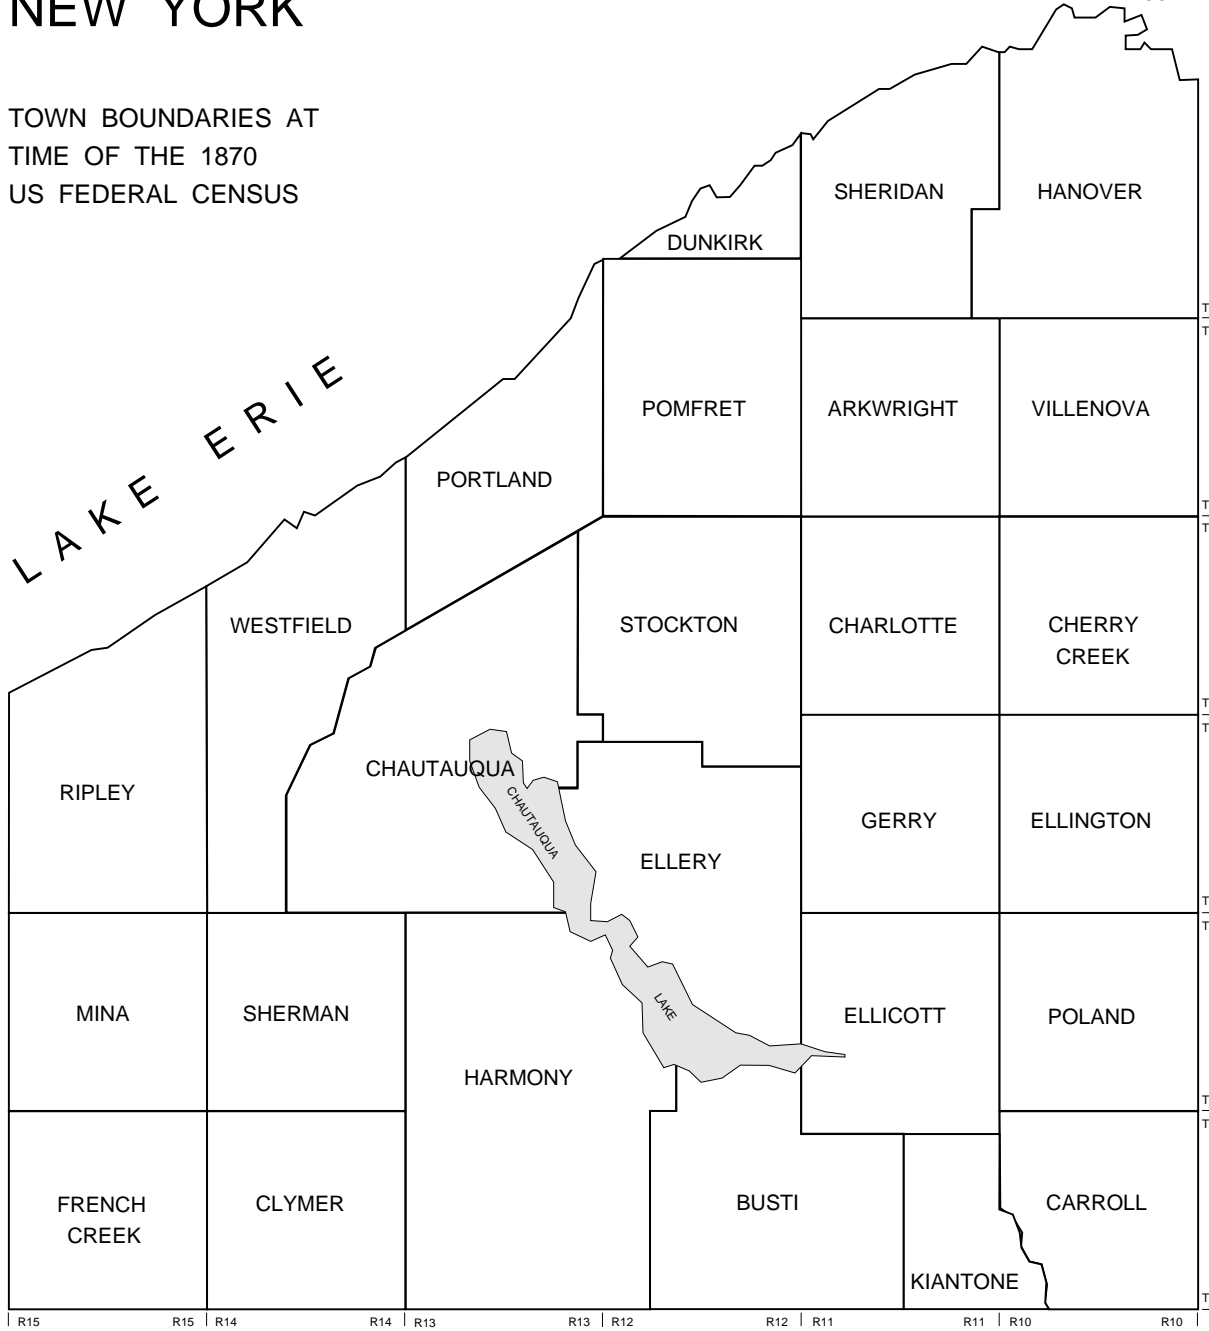 NEW YORK
TOWN BOUNDARIES AT
TIME OF THE 1870
US FEDERAL CENSUS
LAKE ERIE
SHERIDAN
HANOVER
DUNKIRK
T
T
POMFRET
ARKWRIGHT
VILLENOVA
PORTLAND
T
T
WESTFIELD
STOCKTON
CHARLOTTE
CHERRY
CREEK
T
T
CHAUTAUQUA
RIPLEY
CHAUTAUQUA
LAKE
GERRY
ELLINGTON
ELLERY
T
T
MINA
SHERMAN
ELLICOTT
POLAND
HARMONY
T
T
FRENCH
CREEK
CLYMER
BUSTI
CARROLL
KIANTONE
T
R15 R15 R14 R14 R13 R13 R12 R12 R11 R11 R10 R10